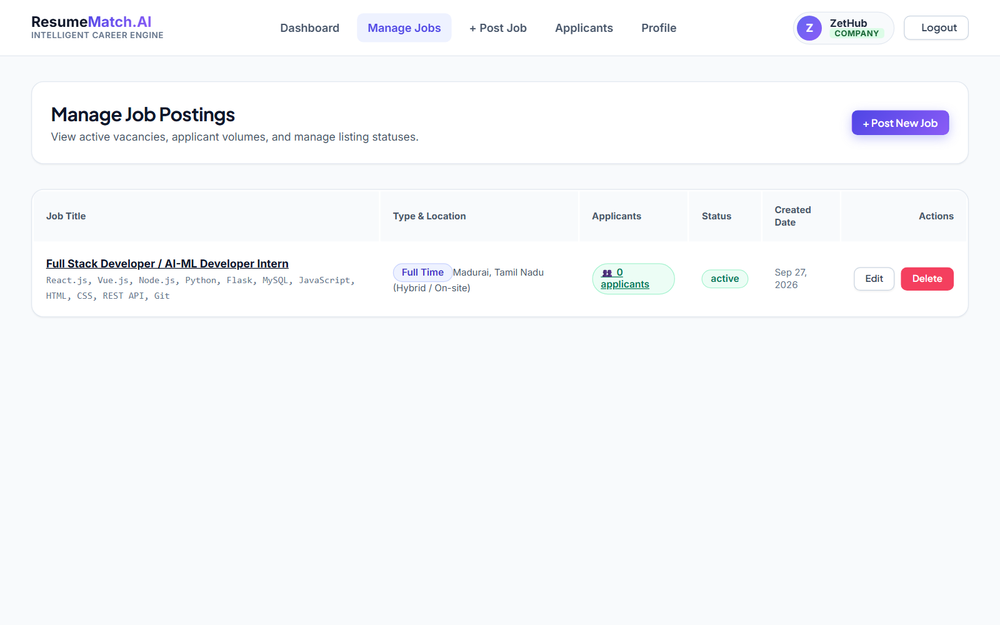 ResumeMatch.AI
INTELLIGENT CAREER ENGINE
Dashboard
Manage Jobs
+ Post Job
Applicants
Profile
Z
ZetHub
COMPANY
Logout
Manage Job Postings
View active vacancies, applicant volumes, and manage listing statuses.
+ Post New Job
Job Title
Type & Location
Applicants
Status
Created
Date
Actions
Full Stack Developer / AI-ML Developer Intern
React.js, Vue.js, Node.js, Python, Flask, MySQL, JavaScript,
HTML, CSS, REST API, Git
Full Time Madurai, Tamil Nadu
(Hybrid / On-site)
👥 0
applicants
active
Sep 27,
2026
Edit
Delete